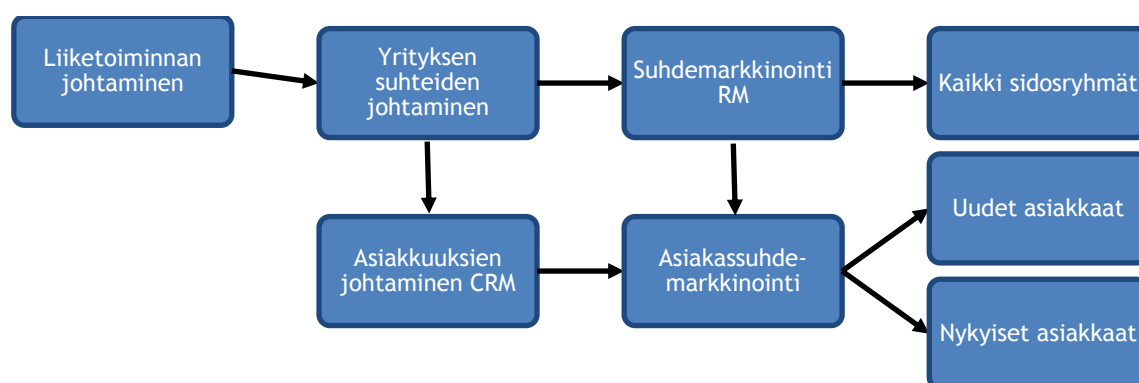 Liiketoiminnan
johtaminen
Yrityksen
suhteiden
johtaminen
Suhdemarkkinointi
RM
Kaikki sidosryhmät
Uudet asiakkaat
Asiakkuuksien
johtaminen CRM
Asiakassuhde-
markkinointi
Nykyiset asiakkaat